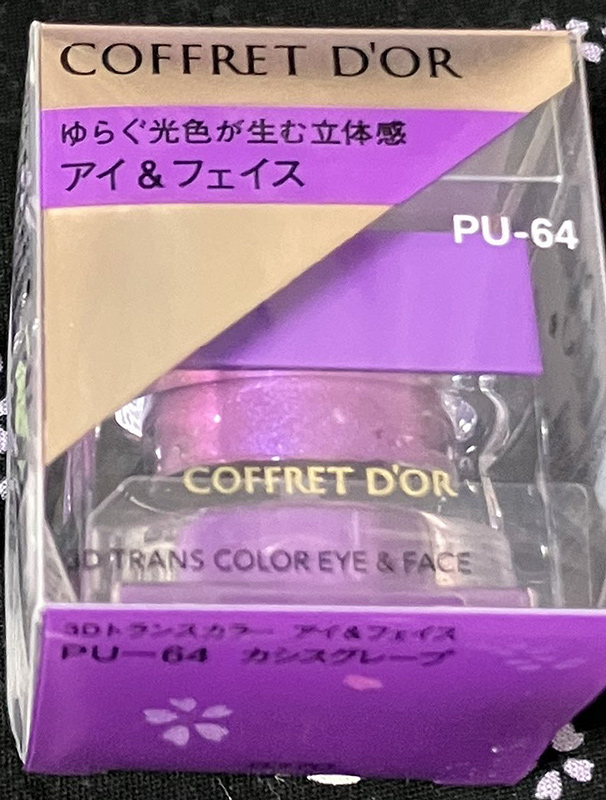 COFFRET D'OR
ゆらぐ光色が生む立体感
アイ&フェイス
PU-64
COFFRET D'OR
3D TRANS COLOR EYE & FACE
3Dトランスカラー アイ&フェイス
PU-64 カシスグレープ